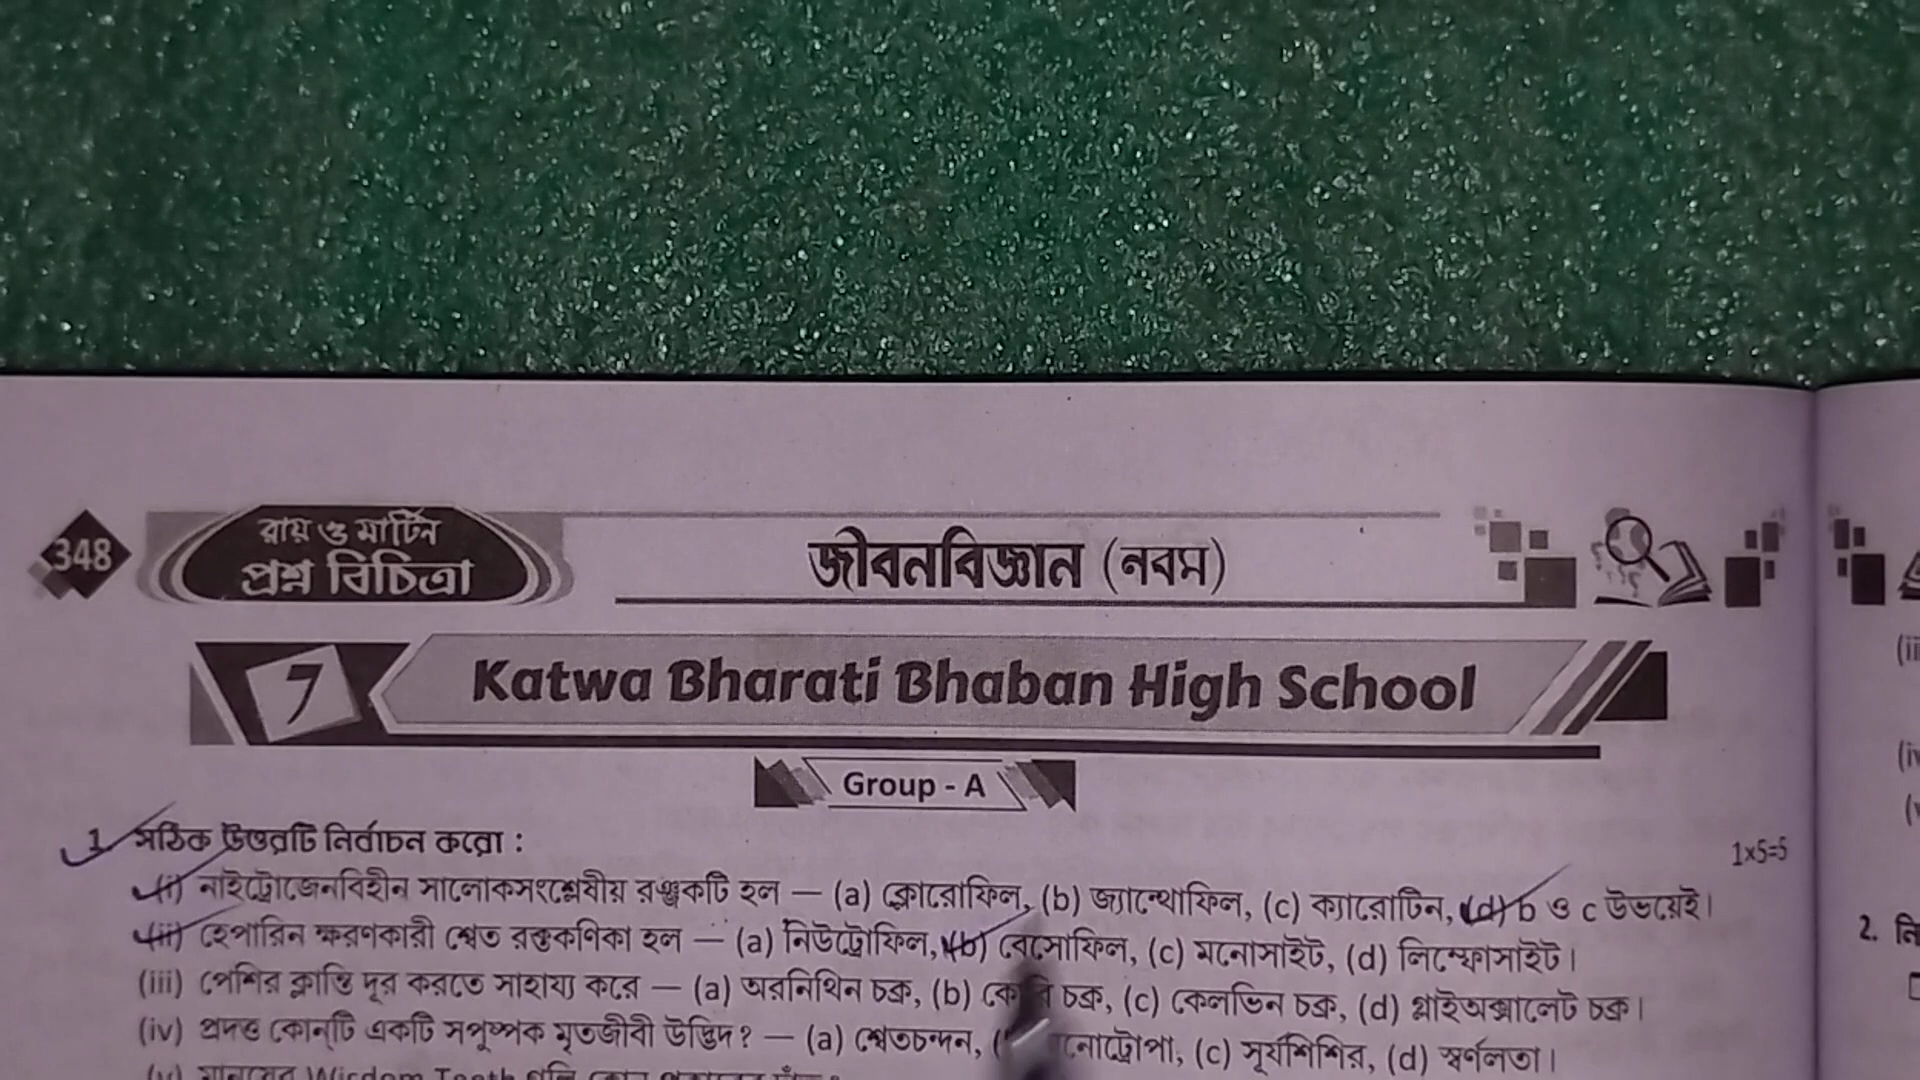 348
রায় ও মার্টিন
প্রশ্ন বিচিত্রা
জীবনবিজ্ঞান (নবম)
7
Katwa Bharati Bhaban High School
Group - A
1. সঠিক উত্তরটি নির্বাচন করো :
1×5=5
(i) নাইট্রোজেনবিহীন সালোকসংশ্লেষীয় রঞ্জকটি হল — (a) ক্লোরোফিল, (b) জ্যান্থোফিল, (c) ক্যারোটিন, (d) b ও c উভয়েই।
(ii) হেপারিন ক্ষরণকারী শ্বেত রক্তকণিকা হল — (a) নিউট্রোফিল, (b) বেসোফিল, (c) মনোসাইট, (d) লিম্ফোসাইট।
(iii) পেশির ক্লান্তি দূর করতে সাহায্য করে — (a) অরনিথিন চক্র, (b) চক্র, (c) কেলভিন চক্র, (d) গ্লাইঅক্সালেট চক্র।
(iv) প্রদত্ত কোন্‌টি একটি সপুষ্পক মৃতজীবী উদ্ভিদ? — (a) শ্বেতচন্দন, (c) সূর্যশিশির, (d) স্বর্ণলতা।
(v) Wisdom Teeth
2.